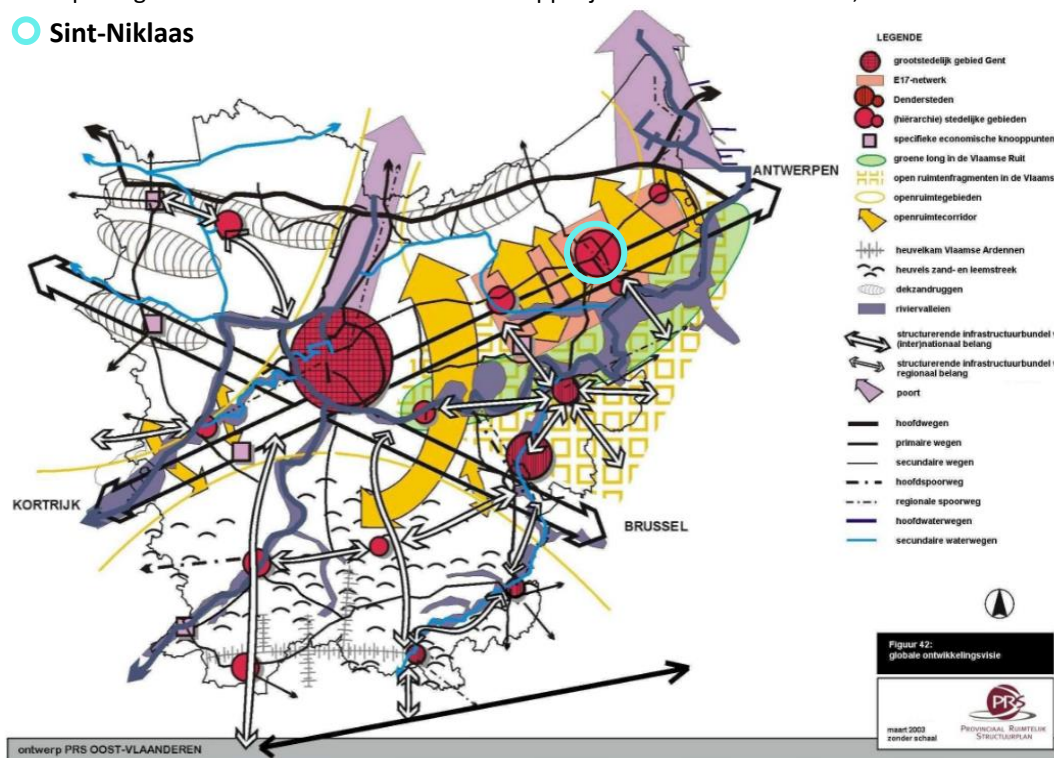 Sint-Niklaas
LEGENDE
grootstedelijk gebied Gent
E17-netwerk
Dendersteden
(hiërarchie) stedelijke gebieden
specifieke economische knooppunten
groene long in de Vlaamse Ruit
open ruimtenfragmenten in de Vlaams
openruimtegebieden
openruimtecorridor
heuvelkam Vlaamse Ardennen
heuvels zand- en leemstreek
dekzandruggen
riviervalleien
structurerende infrastructuurbundel
(inter)nationaal belang
structurerende infrastructuurbundel
regionaal belang
poort
hoofdwegen
primaire wegen
secundaire wegen
hoofdspoorweg
regionale spoorweg
hoofdwaterwegen
secundaire waterwegen
ANTWERPEN
KORTRIJK
BRUSSEL
Figuur 42:
globale ontwikkelingsvisie
PRS
maart 2003
zonder schaal
PROVINCIAAL RUIMTELIJK
STRUCTUURPLAN
ontwerp PRS OOST-VLAANDEREN